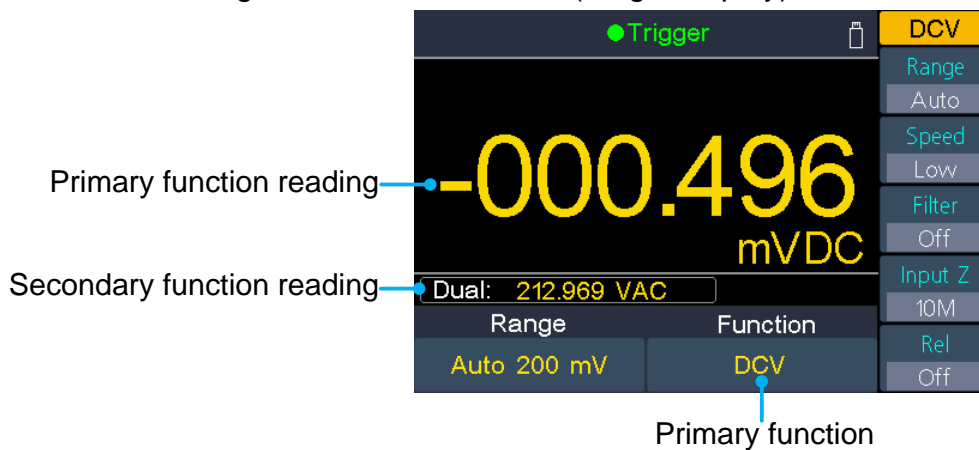 Trigger
DCV
Range
Auto
Speed
Low
Filter
Off
Input Z
10M
Rel
Off
Primary function reading
-000.496
mVDC
Secondary function reading
Dual: 212.969 VAC
Range Function
Auto 200 mV DCV
Primary function